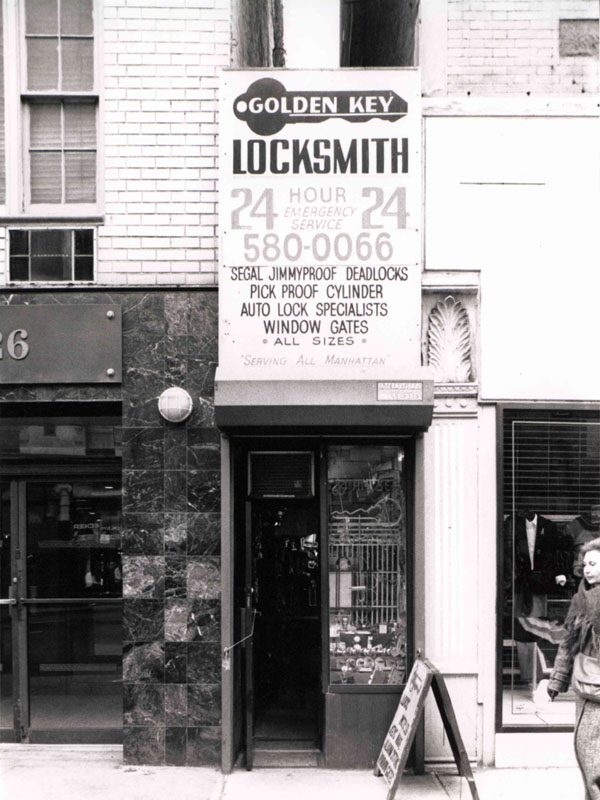 GOLDEN KEY
LOCKSMITH
24 HOUR 24
EMERGENCY
SERVICE
580-0066
SEGAL JIMMYPROOF DEADLOCKS
PICK PROOF CYLINDER
AUTO LOCK SPECIALISTS
WINDOW GATES
• ALL SIZES •
"SERVING ALL MANHATTAN"
26